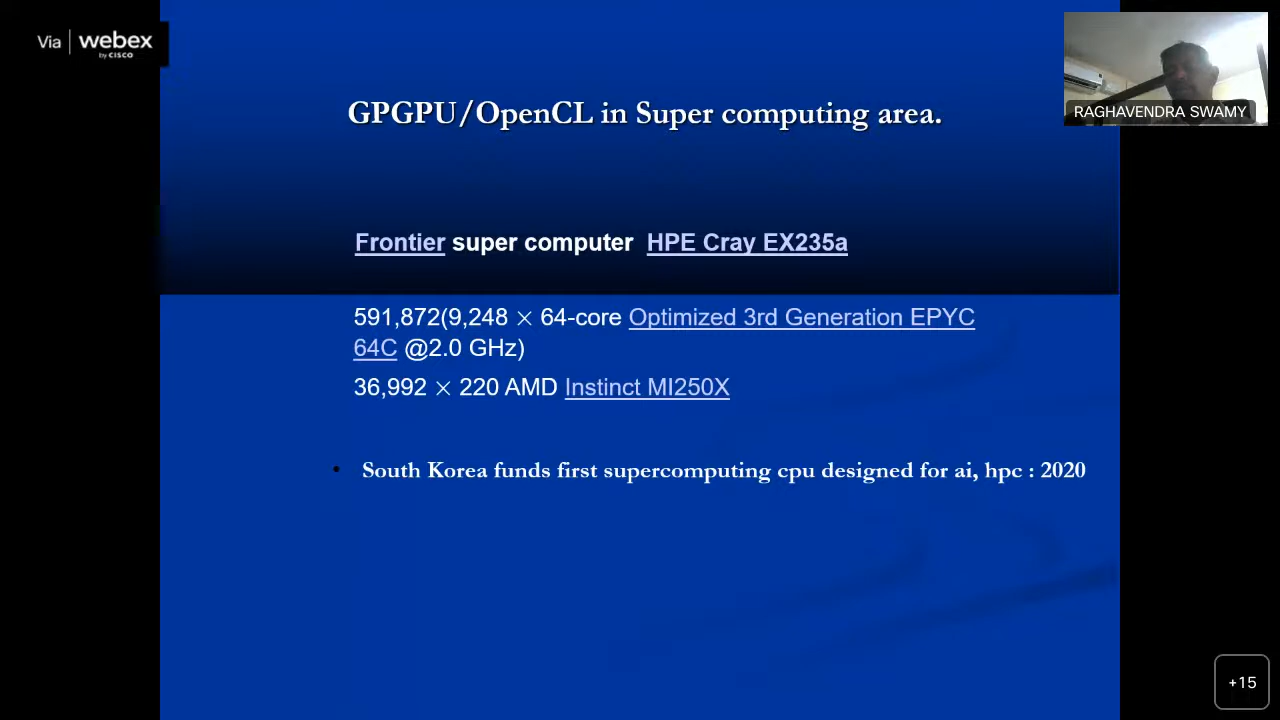 Via webex
by CISCO
RAGHAVENDRA SWAMY
GPGPU/OpenCL in Super computing area.
Frontier super computer HPE Cray EX235a
591,872(9,248 × 64-core Optimized 3rd Generation EPYC
64C @2.0 GHz)
36,992 × 220 AMD Instinct MI250X
• South Korea funds first supercomputing cpu designed for ai, hpc : 2020
+15